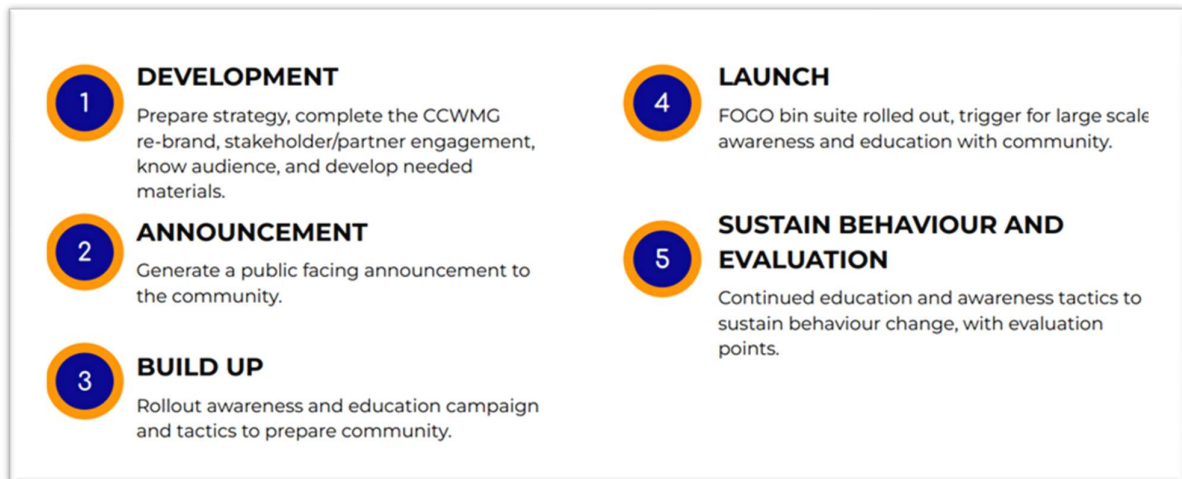 1
DEVELOPMENT
Prepare strategy, complete the CCWMG
re-brand, stakeholder/partner engagement,
know audience, and develop needed
materials.
2
ANNOUNCEMENT
Generate a public facing announcement to
the community.
3
BUILD UP
Rollout awareness and education campaign
and tactics to prepare community.
4
LAUNCH
FOGO bin suite rolled out, trigger for large scale
awareness and education with community.
5
SUSTAIN BEHAVIOUR AND
EVALUATION
Continued education and awareness tactics to
sustain behaviour change, with evaluation
points.